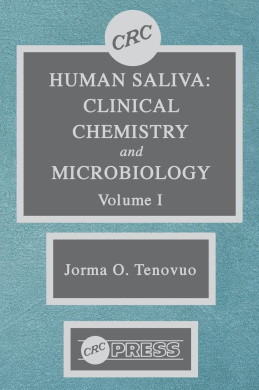 CRC
HUMAN SALIVA:
CLINICAL
CHEMISTRY
and
MICROBIOLOGY
Volume I
Jorma O. Tenovuo
CRC PRESS